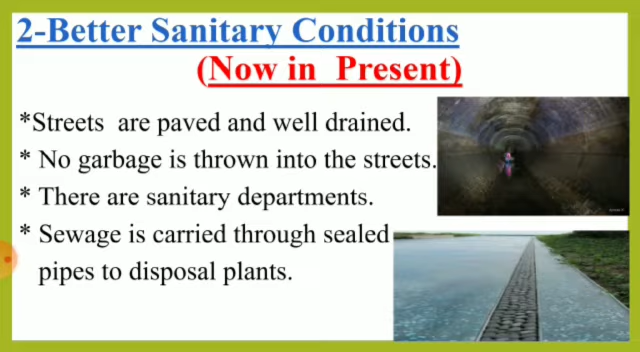 2-Better Sanitary Conditions
(Now in Present)
*Streets are paved and well drained.
* No garbage is thrown into the streets.
* There are sanitary departments.
* Sewage is carried through sealed
pipes to disposal plants.